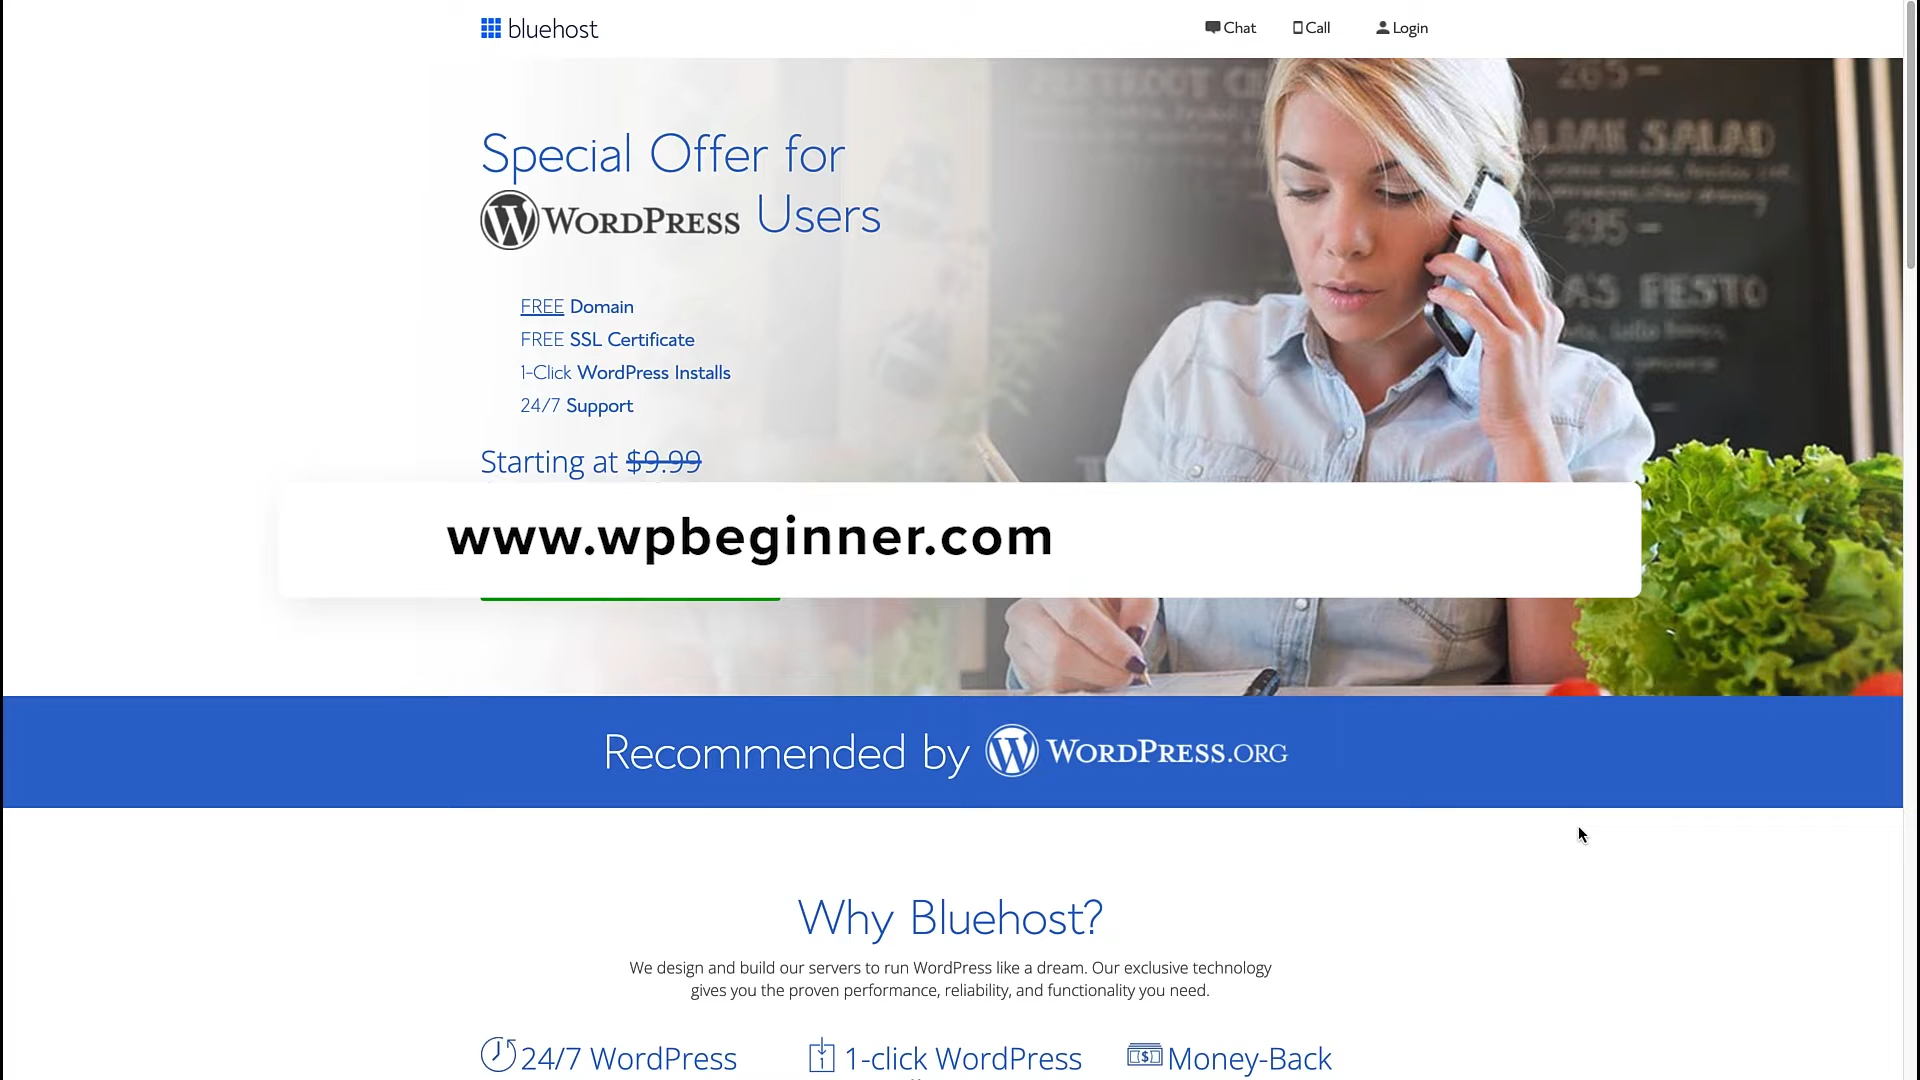 bluehost
Chat Call Login
Special Offer for
WORDPRESS Users
FREE Domain
FREE SSL Certificate
1-Click WordPress Installs
24/7 Support
Starting at $9.99
www.wpbeginner.com
Recommended by WORDPRESS.ORG
Why Bluehost?
We design and build our servers to run WordPress like a dream. Our exclusive technology
gives you the proven performance, reliability, and functionality you need.
24/7 WordPress 1-click WordPress Money-Back
265 –
SALAD
295 –